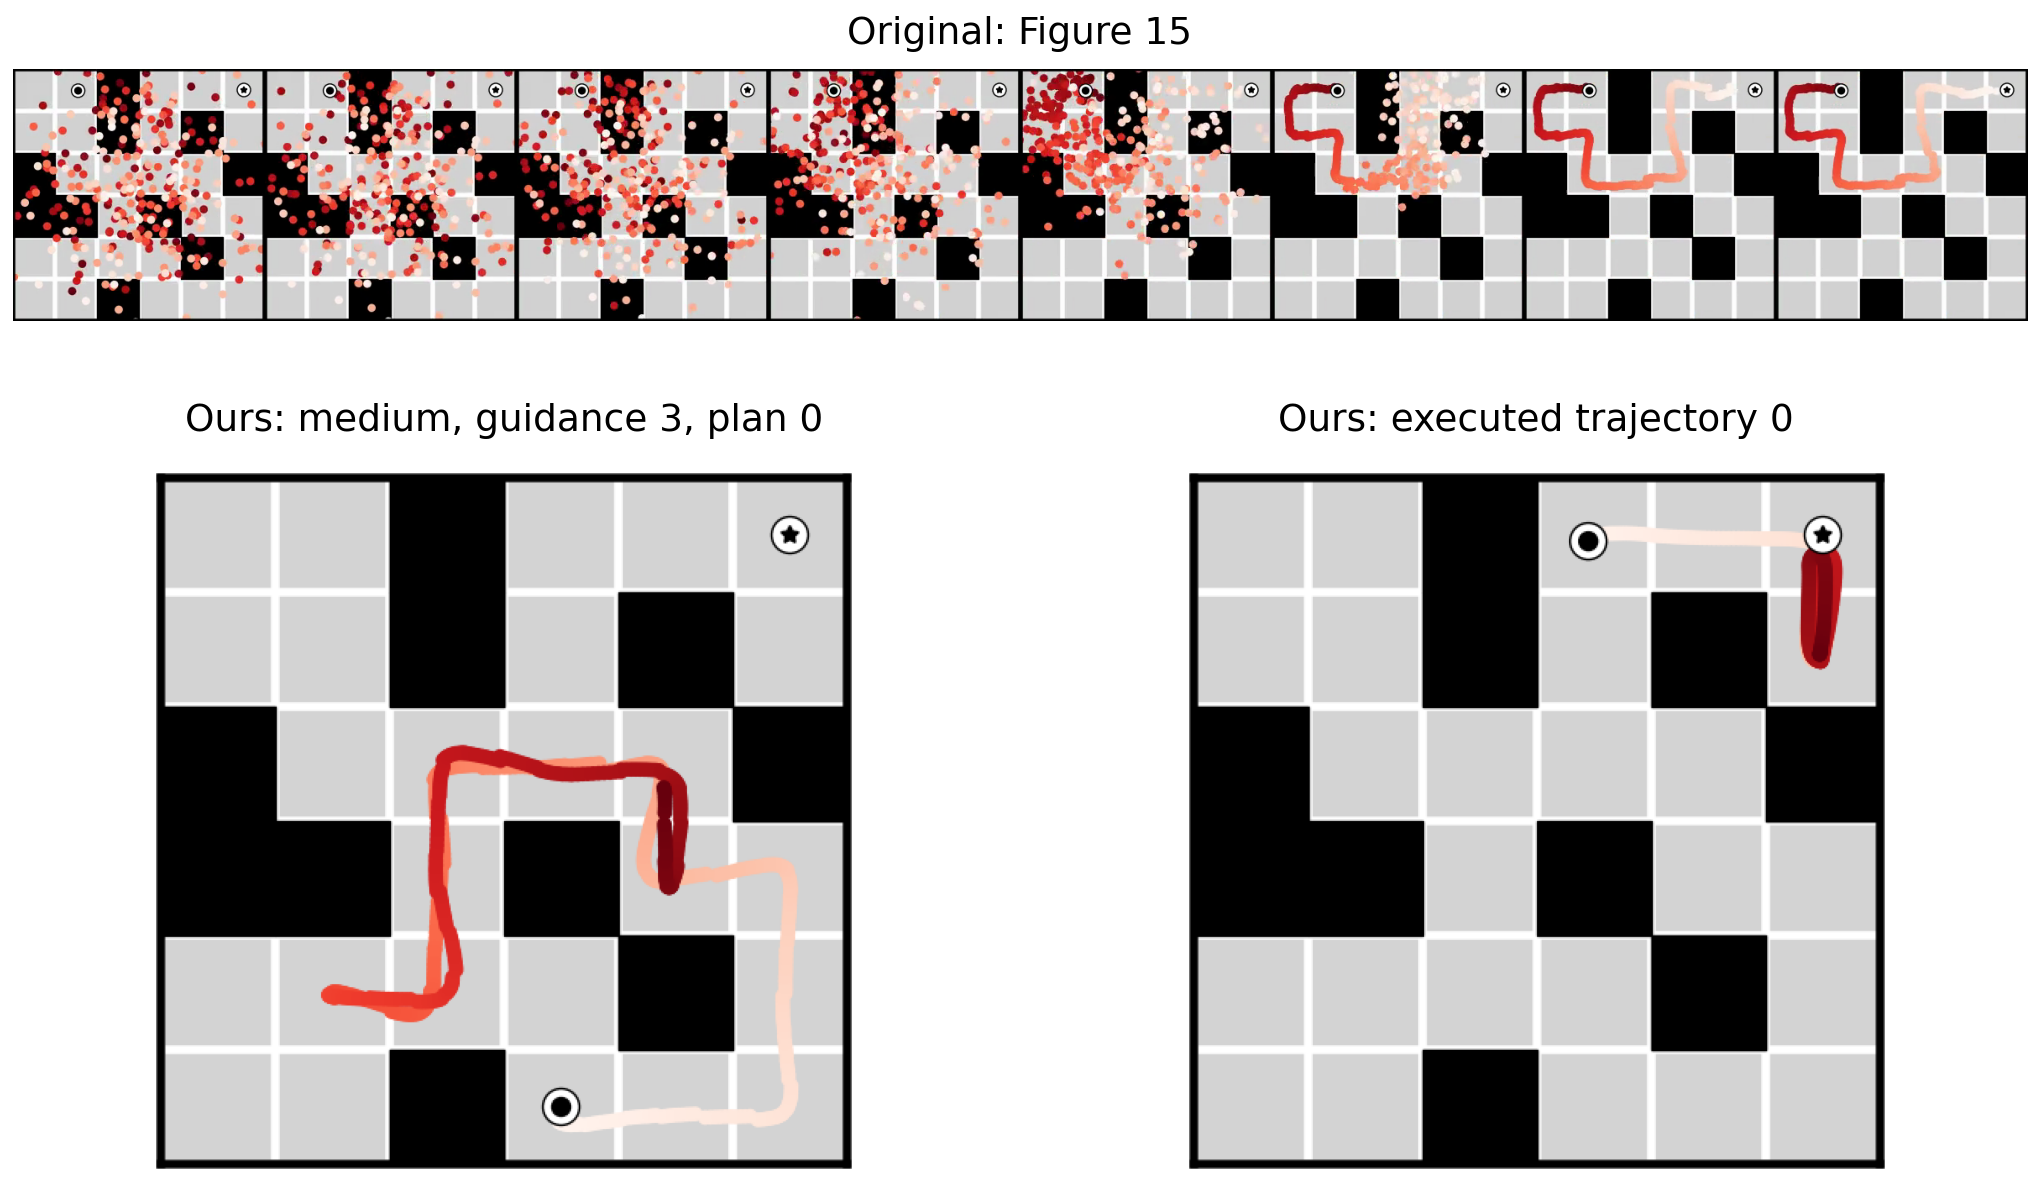 Original: Figure 15
Ours: medium, guidance 3, plan 0
Ours: executed trajectory 0